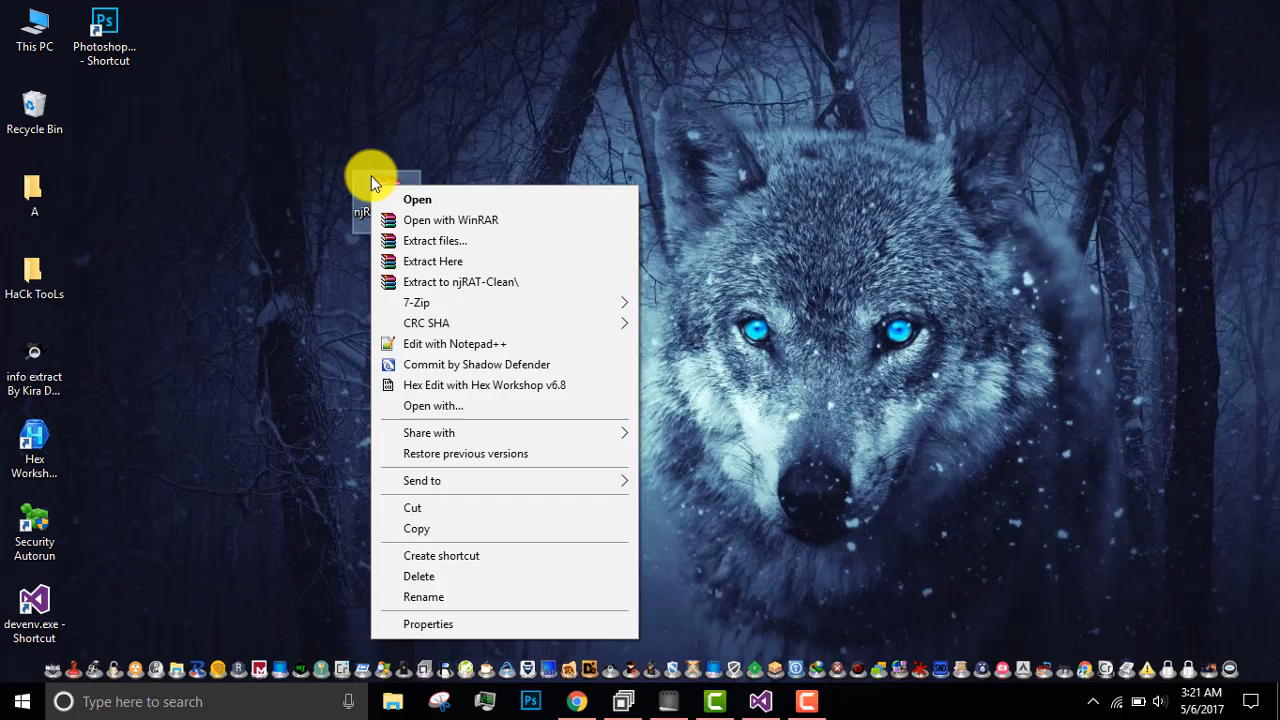 This PC
Photoshop...
- Shortcut
Recycle Bin
A
HaCk TooLs
info extract
By Kira D...
Hex
Worksh...
Security
Autorun
devenv.exe -
Shortcut
Open
Open with WinRAR
Extract files...
Extract Here
Extract to njRAT-Clean\
7-Zip
CRC SHA
Edit with Notepad++
Commit by Shadow Defender
Hex Edit with Hex Workshop v6.8
Open with...
Share with
Restore previous versions
Send to
Cut
Copy
Create shortcut
Delete
Rename
Properties
Type here to search
3:21 AM
5/6/2017